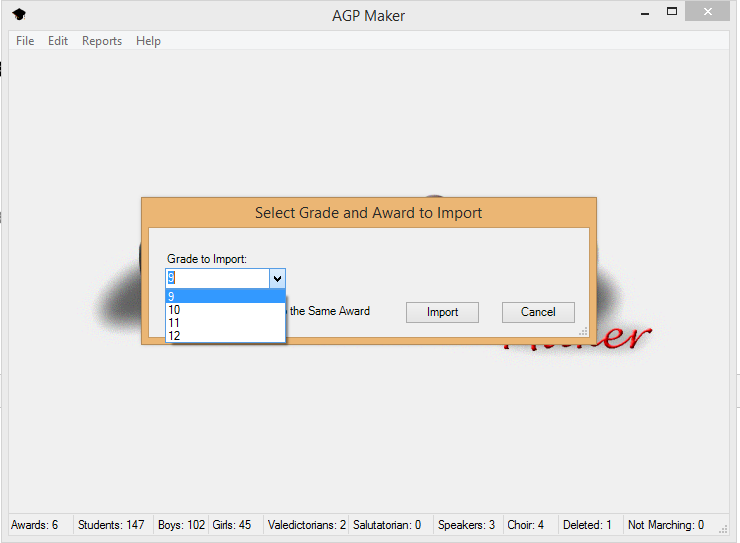 AGP Maker
File Edit Reports Help
Select Grade and Award to Import
Grade to Import:
9
9
10
11
12
the Same Award
Import
Cancel
Awards: 6 Students: 147 Boys: 102 Girls: 45 Valedictorians: 2 Salutatorian: 0 Speakers: 3 Choir: 4 Deleted: 1 Not Marching: 0